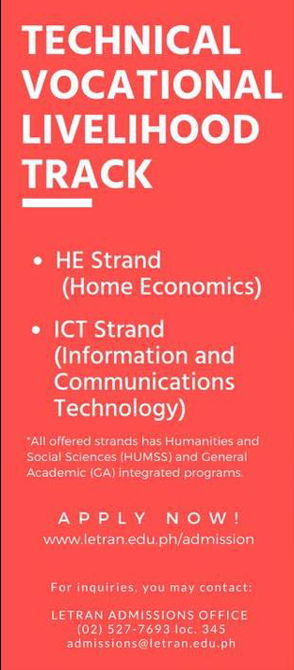 TECHNICAL
VOCATIONAL
LIVELIHOOD
TRACK
• HE Strand
(Home Economics)
• ICT Strand
(Information and
Communications
Technology)
*All offered strands has Humanities and
Social Sciences (HUMSS) and General
Academic (GA) integrated programs.
APPLY NOW!
www.letran.edu.ph/admission
For inquiries, you may contact:
LETRAN ADMISSIONS OFFICE
(02) 527-7693 loc. 345
admissions@letran.edu.ph